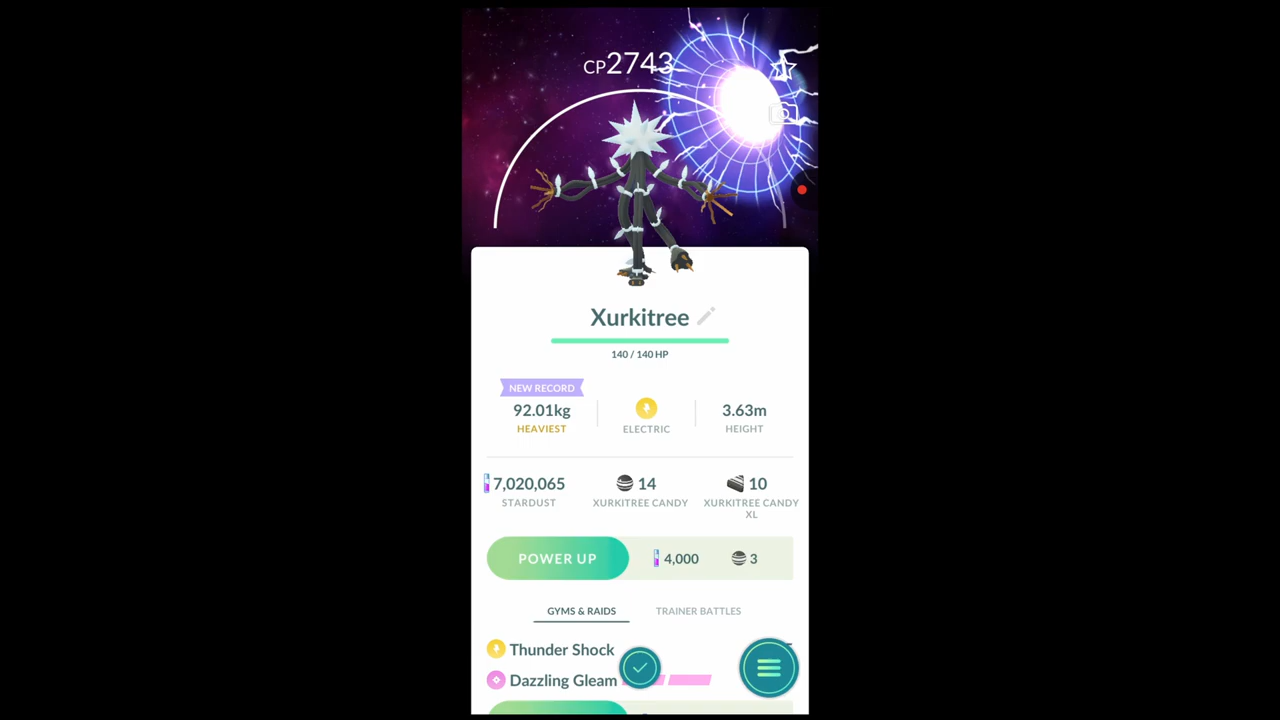 CP2743
Xurkitree
140 / 140 HP
NEW RECORD
92.01kg
HEAVIEST
ELECTRIC
3.63m
HEIGHT
7,020,065
STARDUST
14
XURKITREE CANDY
10
XURKITREE CANDY
XL
POWER UP
4,000
3
GYMS & RAIDS
TRAINER BATTLES
Thunder Shock
Dazzling Gleam